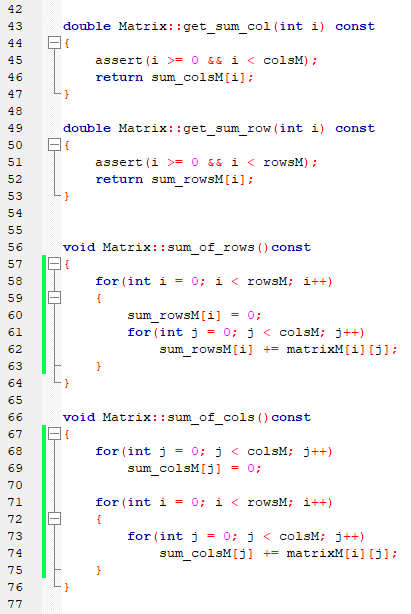 42
43 double Matrix::get_sum_col(int i) const
44 {
45     assert(i >= 0 && i < colsM);
46     return sum_colsM[i];
47 }
48
49 double Matrix::get_sum_row(int i) const
50 {
51     assert(i >= 0 && i < rowsM);
52     return sum_rowsM[i];
53 }
54
55
56 void Matrix::sum_of_rows()const
57 {
58     for(int i = 0; i < rowsM; i++)
59     {
60         sum_rowsM[i] = 0;
61         for(int j = 0; j < colsM; j++)
62             sum_rowsM[i] += matrixM[i][j];
63     }
64 }
65
66 void Matrix::sum_of_cols()const
67 {
68     for(int j = 0; j < colsM; j++)
69         sum_colsM[j] = 0;
70
71     for(int i = 0; i < rowsM; i++)
72     {
73         for(int j = 0; j < colsM; j++)
74             sum_colsM[j] += matrixM[i][j];
75     }
76 }
77